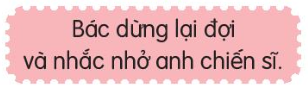 Bác dừng lại đợi
và nhắc nhở anh chiến sĩ.